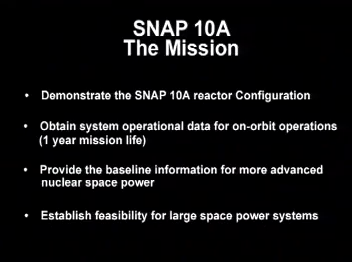 SNAP 10A
The Mission
• Demonstrate the SNAP 10A reactor Configuration
• Obtain system operational data for on-orbit operations
(1 year mission life)
• Provide the baseline information for more advanced
nuclear space power
• Establish feasibility for large space power systems